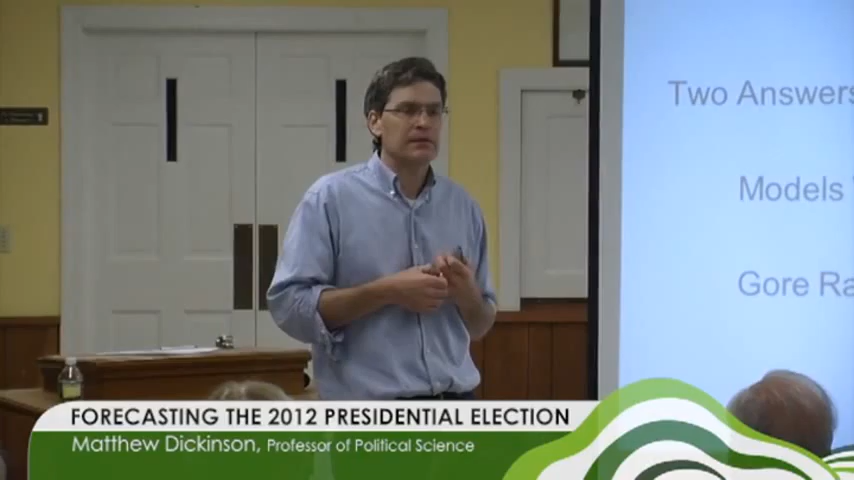 Two Answers
Models
Gore Ra
FORECASTING THE 2012 PRESIDENTIAL ELECTION
Matthew Dickinson, Professor of Political Science